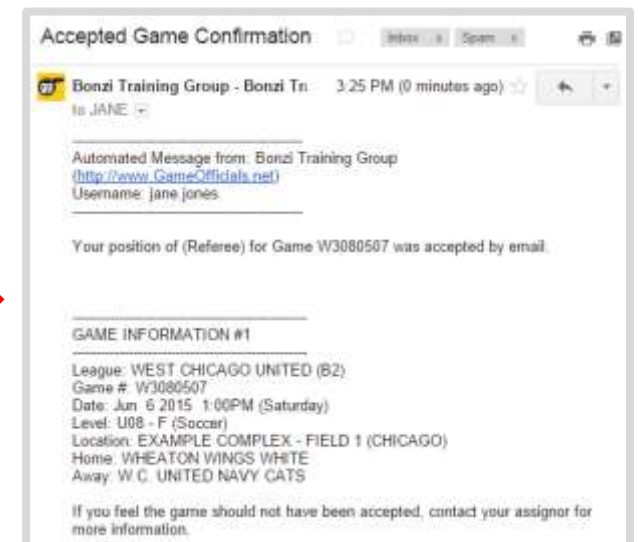 Accepted Game Confirmation Inbox x Spam x
GO Bonzi Training Group - Bonzi Tr 3:25 PM (0 minutes ago)
to JANE
Automated Message from: Bonzi Training Group
(http://www.GameOfficials.net)
Username: jane.jones
Your position of (Referee) for Game W3080507 was accepted by email.
GAME INFORMATION #1
League: WEST CHICAGO UNITED (B2)
Game #: W3080507
Date: Jun 6 2015 1:00PM (Saturday)
Level: U08 - F (Soccer)
Location: EXAMPLE COMPLEX - FIELD 1 (CHICAGO)
Home: WHEATON WINGS WHITE
Away: W.C. UNITED NAVY CATS
If you feel the game should not have been accepted, contact your assignor for
more information.